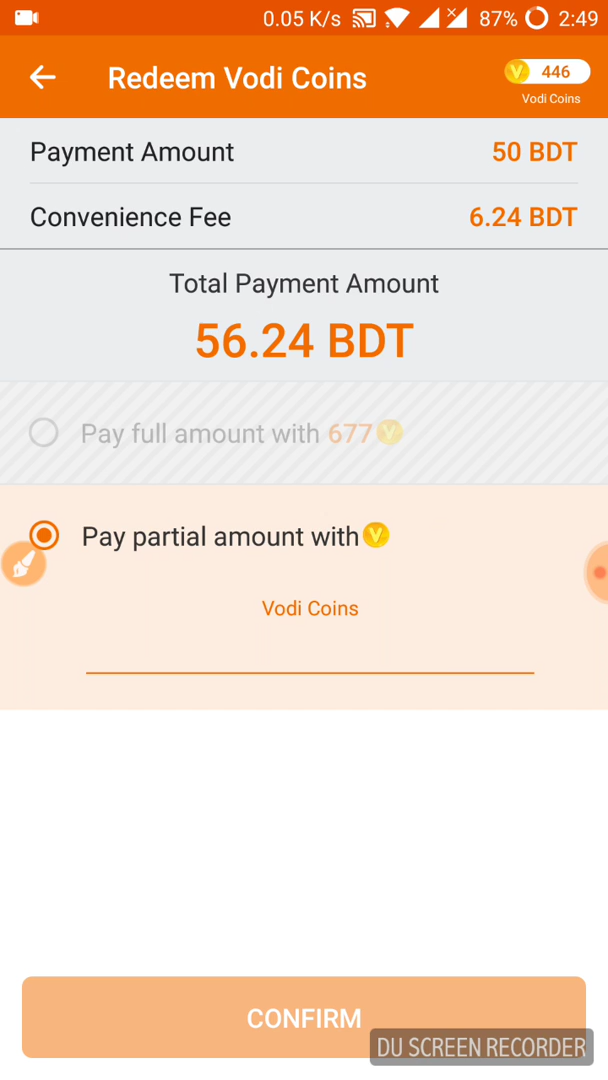 0.05 K/s 87% 2:49
Redeem Vodi Coins
V 446
Vodi Coins
Payment Amount 50 BDT
Convenience Fee 6.24 BDT
Total Payment Amount
56.24 BDT
Pay full amount with 677 V
Pay partial amount with V
Vodi Coins
CONFIRM
DU SCREEN RECORDER